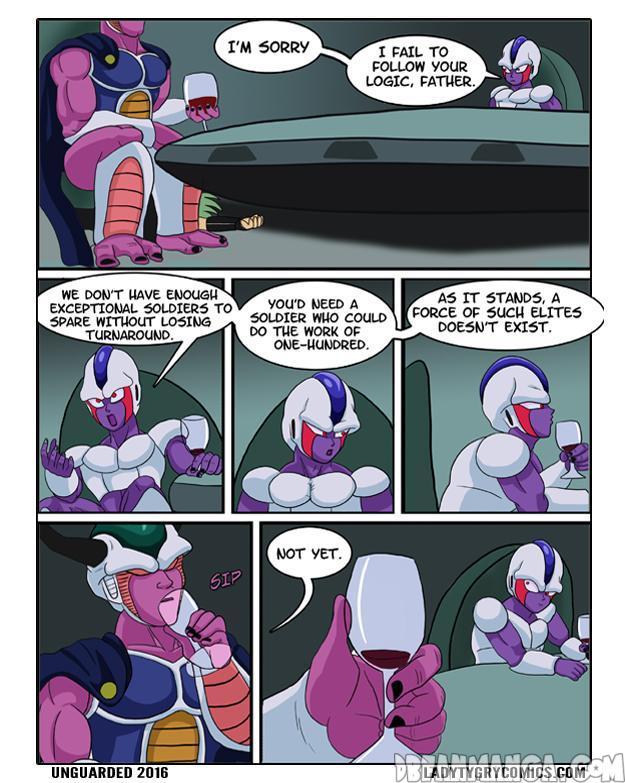 I'M SORRY
I FAIL TO
FOLLOW YOUR
LOGIC, FATHER.
WE DON'T HAVE ENOUGH
EXCEPTIONAL SOLDIERS TO
SPARE WITHOUT LOSING
TURNAROUND.
YOU'D NEED A
SOLDIER WHO COULD
DO THE WORK OF
ONE-HUNDRED.
AS IT STANDS, A
FORCE OF SUCH ELITES
DOESN'T EXIST.
SIP
NOT YET.
UNGUARDED 2016
LADYTYGRYCOMICS.COM
DBFANMANGA.COM